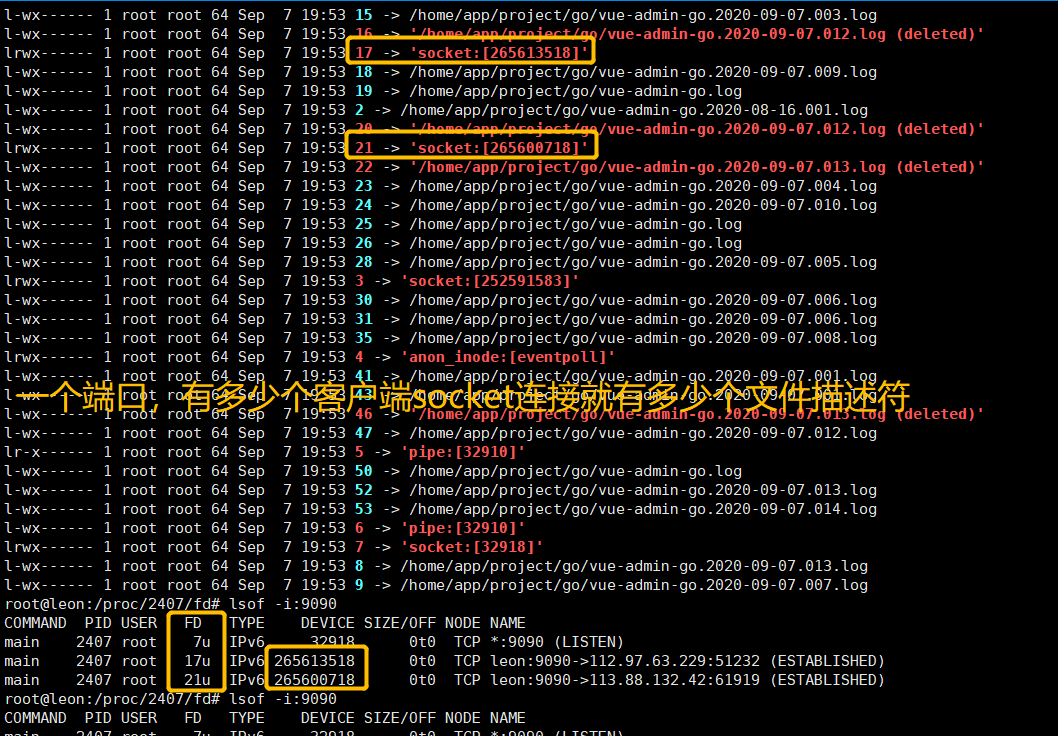 l-wx------ 1 root root 64 Sep  7 19:53 15 -> /home/app/project/go/vue-admin-go.2020-09-07.003.log
l-wx------ 1 root root 64 Sep  7 19:53 16 -> '/home/app/project/go/vue-admin-go.2020-09-07.012.log (deleted)'
lrwx------ 1 root root 64 Sep  7 19:53 17 -> 'socket:[265613518]'
l-wx------ 1 root root 64 Sep  7 19:53 18 -> /home/app/project/go/vue-admin-go.2020-09-07.009.log
l-wx------ 1 root root 64 Sep  7 19:53 19 -> /home/app/project/go/vue-admin-go.log
l-wx------ 1 root root 64 Sep  7 19:53 2 -> /home/app/project/go/vue-admin-go.2020-08-16.001.log
l-wx------ 1 root root 64 Sep  7 19:53 20 -> '/home/app/project/go/vue-admin-go.2020-09-07.012.log (deleted)'
lrwx------ 1 root root 64 Sep  7 19:53 21 -> 'socket:[265600718]'
l-wx------ 1 root root 64 Sep  7 19:53 22 -> '/home/app/project/go/vue-admin-go.2020-09-07.013.log (deleted)'
l-wx------ 1 root root 64 Sep  7 19:53 23 -> /home/app/project/go/vue-admin-go.2020-09-07.004.log
l-wx------ 1 root root 64 Sep  7 19:53 24 -> /home/app/project/go/vue-admin-go.2020-09-07.010.log
l-wx------ 1 root root 64 Sep  7 19:53 25 -> /home/app/project/go/vue-admin-go.log
l-wx------ 1 root root 64 Sep  7 19:53 26 -> /home/app/project/go/vue-admin-go.log
l-wx------ 1 root root 64 Sep  7 19:53 28 -> /home/app/project/go/vue-admin-go.2020-09-07.005.log
lrwx------ 1 root root 64 Sep  7 19:53 3 -> 'socket:[252591583]'
l-wx------ 1 root root 64 Sep  7 19:53 30 -> /home/app/project/go/vue-admin-go.2020-09-07.006.log
l-wx------ 1 root root 64 Sep  7 19:53 31 -> /home/app/project/go/vue-admin-go.2020-09-07.006.log
l-wx------ 1 root root 64 Sep  7 19:53 35 -> /home/app/project/go/vue-admin-go.2020-09-07.008.log
lrwx------ 1 root root 64 Sep  7 19:53 4 -> 'anon_inode:[eventpoll]'
l-wx------ 1 root root 64 Sep  7 19:53 41 -> /home/app/project/go/vue-admin-go.2020-09-07.001.log
一个端口，有多少个客户端socket连接就有多少个文件描述符
l-wx------ 1 root root 64 Sep  7 19:53 46 -> '/home/app/project/go/vue-admin-go.2020-09-07.013.log (deleted)'
l-wx------ 1 root root 64 Sep  7 19:53 47 -> /home/app/project/go/vue-admin-go.2020-09-07.012.log
lr-x------ 1 root root 64 Sep  7 19:53 5 -> 'pipe:[32910]'
l-wx------ 1 root root 64 Sep  7 19:53 50 -> /home/app/project/go/vue-admin-go.log
l-wx------ 1 root root 64 Sep  7 19:53 52 -> /home/app/project/go/vue-admin-go.2020-09-07.013.log
l-wx------ 1 root root 64 Sep  7 19:53 53 -> /home/app/project/go/vue-admin-go.2020-09-07.014.log
l-wx------ 1 root root 64 Sep  7 19:53 6 -> 'pipe:[32910]'
lrwx------ 1 root root 64 Sep  7 19:53 7 -> 'socket:[32918]'
l-wx------ 1 root root 64 Sep  7 19:53 8 -> /home/app/project/go/vue-admin-go.2020-09-07.013.log
l-wx------ 1 root root 64 Sep  7 19:53 9 -> /home/app/project/go/vue-admin-go.2020-09-07.007.log
root@leon:/proc/2407/fd# lsof -i:9090
COMMAND  PID USER   FD   TYPE    DEVICE SIZE/OFF NODE NAME
main    2407 root    7u  IPv6     32918      0t0  TCP *:9090 (LISTEN)
main    2407 root   17u  IPv6 265613518      0t0  TCP leon:9090->112.97.63.229:51232 (ESTABLISHED)
main    2407 root   21u  IPv6 265600718      0t0  TCP leon:9090->113.88.132.42:61919 (ESTABLISHED)
root@leon:/proc/2407/fd# lsof -i:9090
COMMAND  PID USER   FD   TYPE    DEVICE SIZE/OFF NODE NAME
main    2407 root    7u  IPv6     32918      0t0  TCP *:9090 (LISTEN)